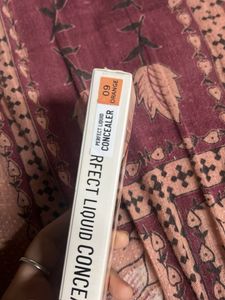 09
ORANGE
PERFECT LIQUID
CONCEALER
RFECT LIQUID CONCE